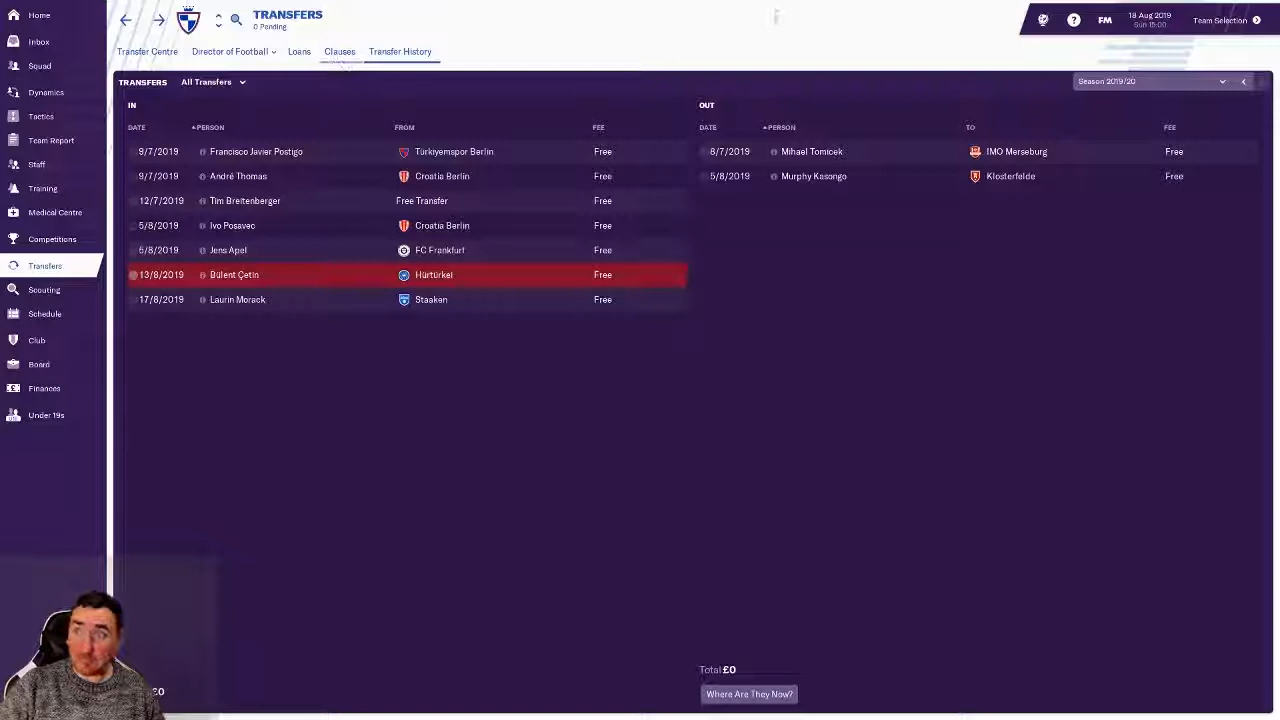 Home
Inbox
Squad
Dynamics
Tactics
Team Report
Staff
Training
Medical Centre
Competitions
Transfers
Scouting
Schedule
Club
Board
Finances
Under 19s
TRANSFERS
0 Pending
FM
18 Aug 2019
Sun 15:00
Team Selection
Transfer Centre Director of Football Loans Clauses Transfer History
TRANSFERS All Transfers
Season 2019/20
IN
DATE PERSON FROM FEE
9/7/2019 Francisco Javier Postigo Türkiyemspor Berlin Free
9/7/2019 André Thomas Croatia Berlin Free
12/7/2019 Tim Breitenberger Free Transfer Free
5/8/2019 Ivo Posavec Croatia Berlin Free
5/8/2019 Jens Apel FC Frankfurt Free
13/8/2019 Bülent Çetin Hürtürkel Free
17/8/2019 Laurin Morack Staaken Free
£0
OUT
DATE PERSON TO FEE
8/7/2019 Mihael Tomicek IMO Merseburg Free
5/8/2019 Murphy Kasongo Klosterfelde Free
Total £0
Where Are They Now?